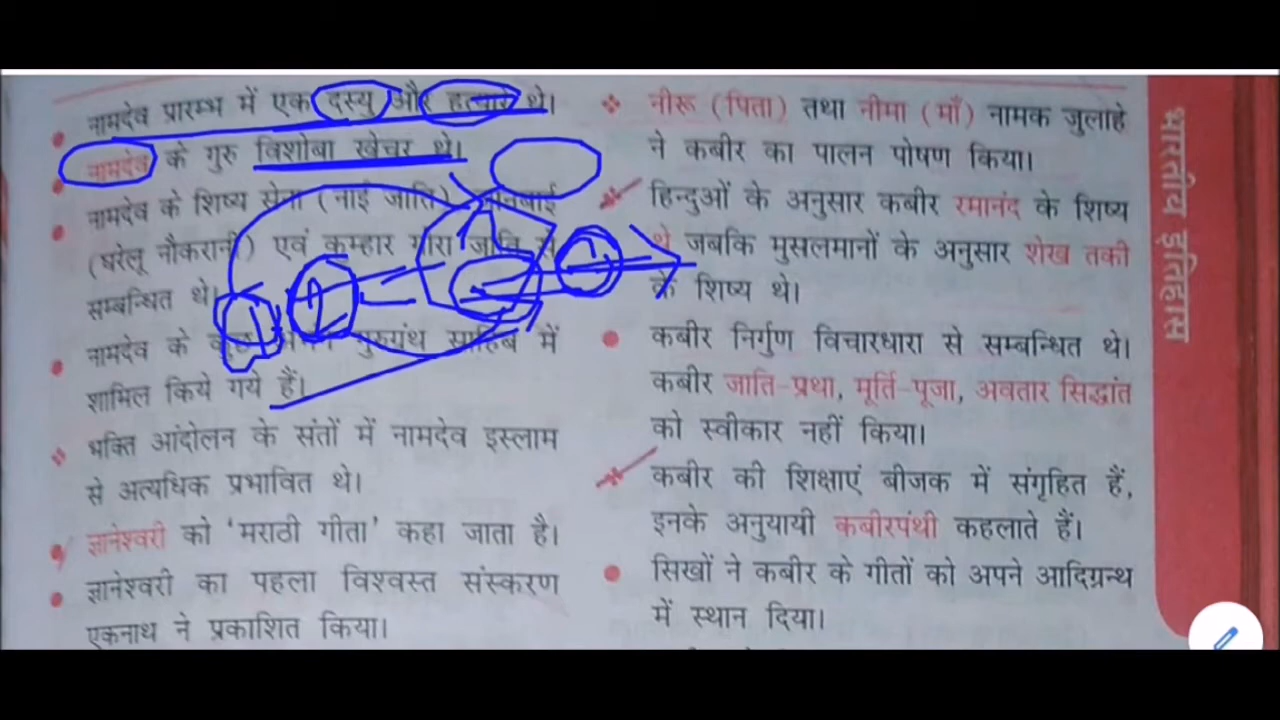 नामदेव प्रारम्भ में एक दस्यु और हत्यारे थे।
नामदेव के गुरु विशोबा खेचर थे।
नामदेव के शिष्य सेना (नाई जाति)
(घरेलू नौकरानी) एवं कुम्हार गोरा जाति से
सम्बन्धित थे।
नामदेव के कुछ गुरुग्रंथ साहिब में
शामिल किये गये हैं।
भक्ति आंदोलन के संतों में नामदेव इस्लाम
से अत्यधिक प्रभावित थे।
ज्ञानेश्वरी को ‘मराठी गीता’ कहा जाता है।
ज्ञानेश्वरी का पहला विश्वस्त संस्करण
एकनाथ ने प्रकाशित किया।
नीरू (पिता) तथा नीमा (माँ) नामक जुलाहे
ने कबीर का पालन पोषण किया।
हिन्दुओं के अनुसार कबीर रमानंद के शिष्य
थे जबकि मुसलमानों के अनुसार शेख तकी
के शिष्य थे।
कबीर निर्गुण विचारधारा से सम्बन्धित थे।
कबीर जाति-प्रथा, मूर्ति-पूजा, अवतार सिद्धांत
को स्वीकार नहीं किया।
कबीर की शिक्षाएं बीजक में संगृहित हैं,
इनके अनुयायी कबीरपंथी कहलाते हैं।
सिखों ने कबीर के गीतों को अपने आदिग्रन्थ
में स्थान दिया।
भारतीय इतिहास